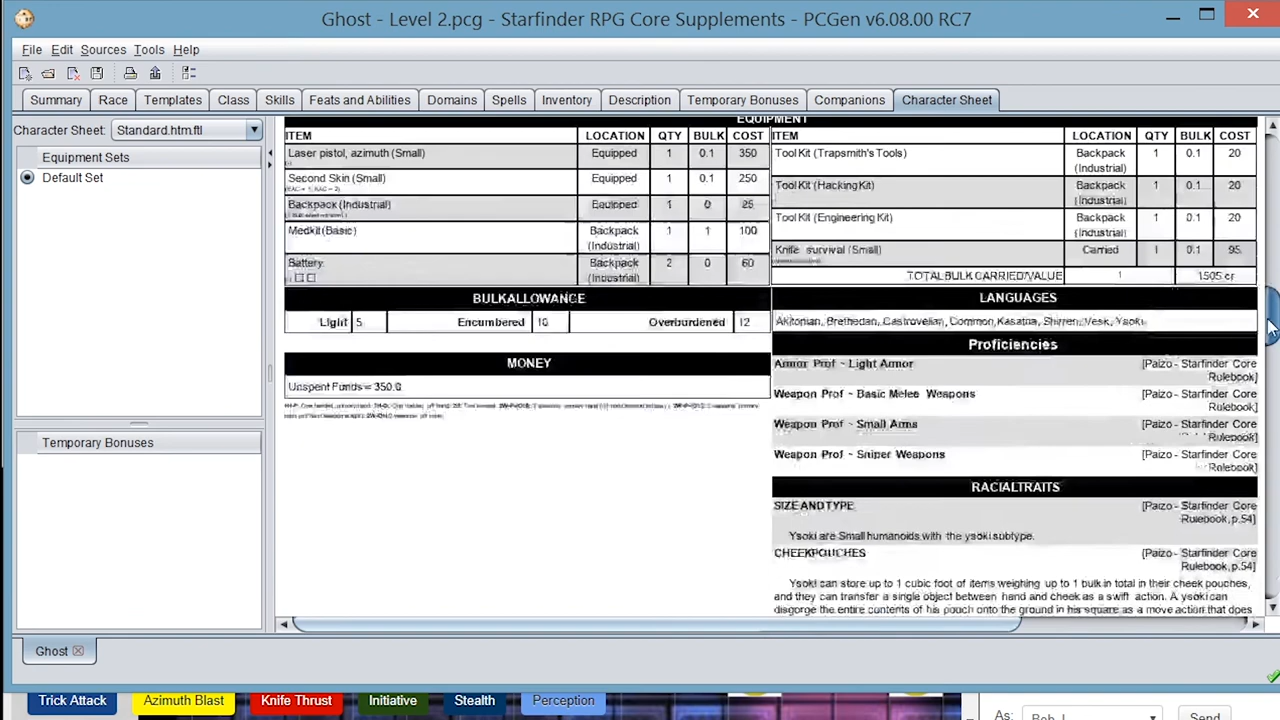 Ghost - Level 2.pcg - Starfinder RPG Core Supplements - PCGen v6.08.00 RC7
File Edit Sources Tools Help
Summary Race Templates Class Skills Feats and Abilities Domains Spells Inventory Description Temporary Bonuses Companions Character Sheet
Character Sheet: Standard.htm.ftl
Equipment Sets
Default Set
Temporary Bonuses
EQUIPMENT
ITEM LOCATION QTY BULK COST
Laser pistol, azimuth (Small) Equipped 1 0.1 350
Second Skin (Small) Equipped 1 0.1 250
Backpack (Industrial) Equipped 1 0 25
Medkit (Basic) Backpack (Industrial) 1 1 100
Battery Backpack (Industrial) 2 0 60
BULK ALLOWANCE
Light 5 Encumbered 10 Overburdened 12
MONEY
Unspent Funds = 350.0
ITEM LOCATION QTY BULK COST
Tool Kit (Trapsmith's Tools) Backpack (Industrial) 1 0.1 20
Tool Kit (Hacking Kit) Backpack (Industrial) 1 0.1 20
Tool Kit (Engineering Kit) Backpack (Industrial) 1 0.1 20
Knife survival (Small) Carried 1 0.1 95
TOTAL BULK CARRIED/VALUE 1 1505 cr
LANGUAGES
Akitonian, Brethedan, Castrovelian, Common, Kasatha, Shirren, Vesk, Ysoki
Proficiencies
Armor Prof ~ Light Armor [Paizo - Starfinder Core
Rulebook]
Weapon Prof ~ Basic Melee Weapons [Paizo - Starfinder Core
Rulebook]
Weapon Prof ~ Small Arms [Paizo - Starfinder Core
Rulebook]
Weapon Prof ~ Sniper Weapons [Paizo - Starfinder Core
Rulebook]
RACIAL TRAITS
SIZE AND TYPE [Paizo - Starfinder Core
Rulebook, p.54]
Ysoki are Small humanoids with the ysoki subtype.
CHEEK POUCHES [Paizo - Starfinder Core
Rulebook, p.54]
Ysoki can store up to 1 cubic foot of items weighing up to 1 bulk in total in their cheek pouches,
and they can transfer a single object between hand and cheek as a swift action. A ysoki can
disgorge the entire contents of his pouch onto the ground in his square as a move action that does
Ghost
Trick Attack Azimuth Blast Knife Thrust Initiative Stealth Perception
As: Rob Send